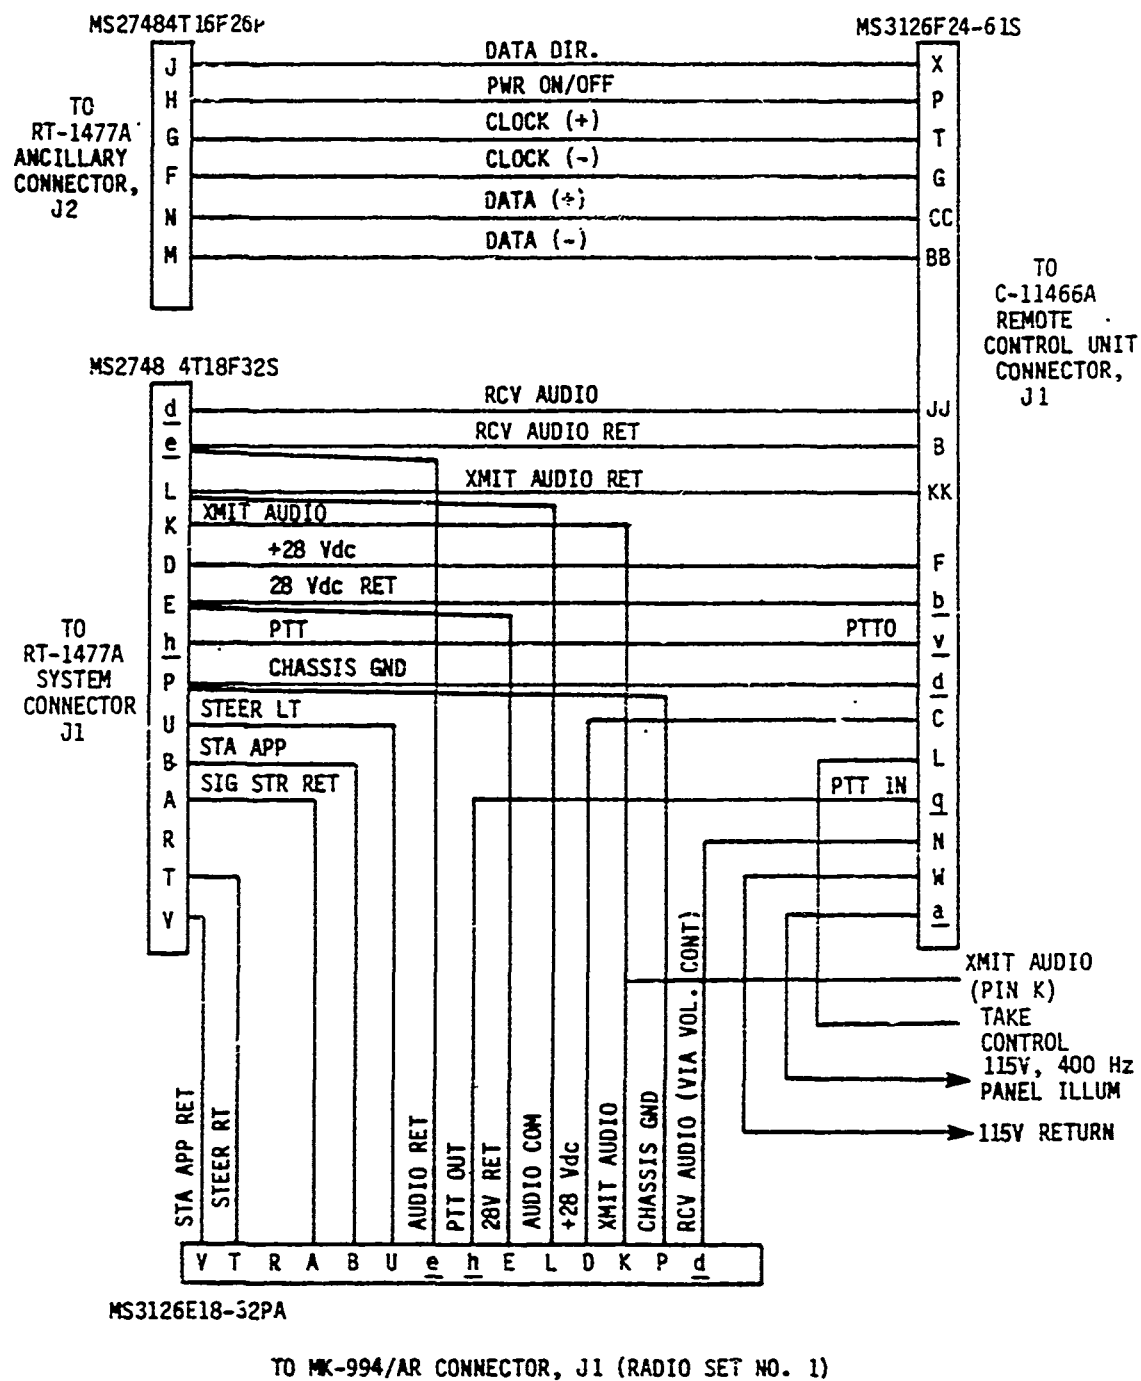 MS27484T16F26P
MS3126F24-61S
J DATA DIR. X
H PWR ON/OFF P
G CLOCK (+) T
F CLOCK (-) G
N DATA (+) CC
M DATA (-) BB
TO
RT-1477A
ANCILLARY
CONNECTOR,
J2
TO
C-11466A
REMOTE
CONTROL UNIT
CONNECTOR,
J1
MS2748 4T18F32S
d RCV AUDIO JJ
e RCV AUDIO RET B
L XMIT AUDIO RET KK
K XMIT AUDIO
D +28 Vdc F
E 28 Vdc RET b
h PTT PTTO v
P CHASSIS GND d
U STEER LT C
B STA APP L
A SIG STR RET PTT IN q
R N
T W
V a
TO
RT-1477A
SYSTEM
CONNECTOR
J1
XMIT AUDIO
(PIN K)
TAKE
CONTROL
115V, 400 Hz
PANEL ILLUM
115V RETURN
STA APP RET
STEER RT
AUDIO RET
PTT OUT
28V RET
AUDIO COM
+28 Vdc
XMIT AUDIO
CHASSIS GND
RCV AUDIO (VIA VOL. CONT)
V T R A B U e h E L D K P d
MS3126E18-32PA
TO MK-994/AR CONNECTOR, J1 (RADIO SET NO. 1)